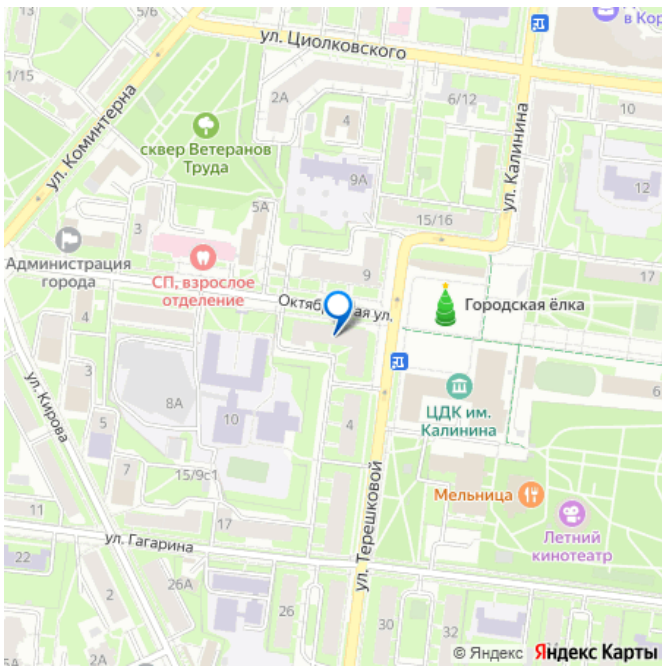 5/6
1/15
ул. Циолковского
в Кор
2А
4
6/12
10
ул. Коминтерна
сквер Ветеранов
Труда
ул. Калинина
9А
12
5А
15/16
3
Администрация
города
СП, взрослое
отделение
9
17
Городская ёлка
4
3
8А
10
ЦДК им.
Калинина
6
ул. Кирова
5
4
7
15/9с1
Мельница
Летний
кинотеатр
11
17
ул. Гагарина
ул. Терешковой
22
26А
2
26
30
32
5А
2А
© Яндекс Яндекс Карты